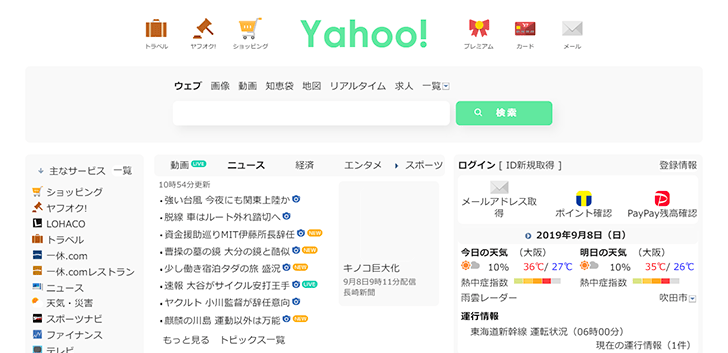 Yahoo!
トラベル ヤフオク! ショッピング プレミアム カード メール
ウェブ 画像 動画 知恵袋 地図 リアルタイム 求人 一覧
検索
主なサービス 一覧
ショッピング
ヤフオク!
LOHACO
トラベル
一休.com
一休.comレストラン
ニュース
天気・災害
スポーツナビ
ファイナンス
テレビ
動画 LIVE ニュース 経済 エンタメ スポーツ
10時54分更新
・強い台風 今夜にも関東上陸か
・脱線 車はルート外れ踏切へ
・資金援助巡りMIT伊藤所長辞任 NEW
・曹操の墓の鏡 大分の鏡と酷似 NEW
・少し働き宿泊タダの旅 盛況 NEW
・速報 大谷がサイクル安打王手 LIVE
・ヤクルト 小川監督が辞任意向
・麒麟の川島 運動以外は万能 NEW
もっと見る トピックス一覧
キノコ巨大化
9月8日9時11分配信
長崎新聞
ログイン [ ID新規取得 ] 登録情報
メールアドレス取得
ポイント確認
PayPay残高確認
2019年9月8日（日）
今日の天気 （大阪） 明日の天気 （大阪）
10% 36℃/ 27℃ 10% 35℃/ 26℃
熱中症指数 熱中症指数
雨雲レーダー 吹田市
運行情報
東海道新幹線 運転状況（06時00分）
現在の運行情報（1件）